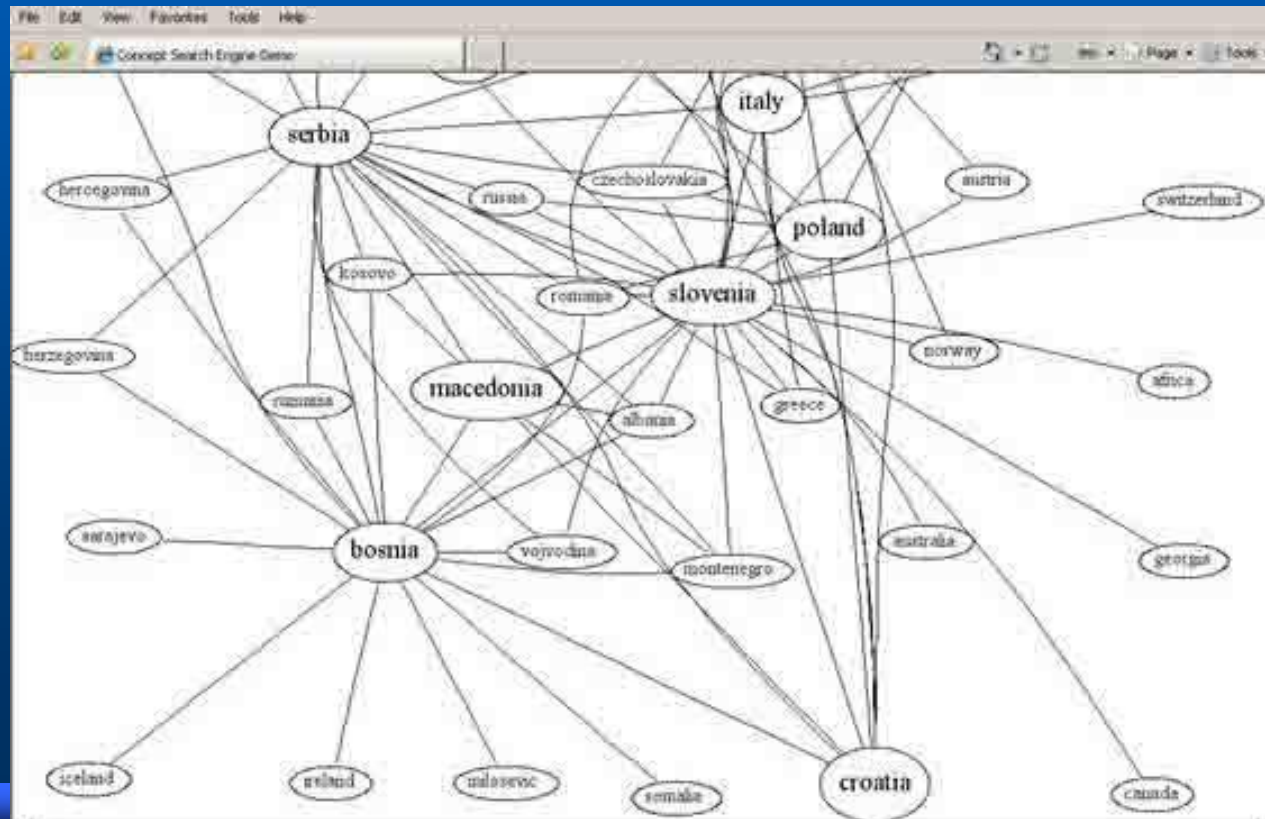 File Edit View Favorites Tools Help
Concept Search Engine Demo
Page Tools
italy
serbia
czechoslovakia
austria
hercegovina
russia
switzerland
poland
kosovo
romania
slovenia
herzegovina
norway
macedonia
africa
albania
greece
sarajevo
bosnia
vojvodina
australia
montenegro
georgia
iceland
ireland
milosevic
croatia
canada